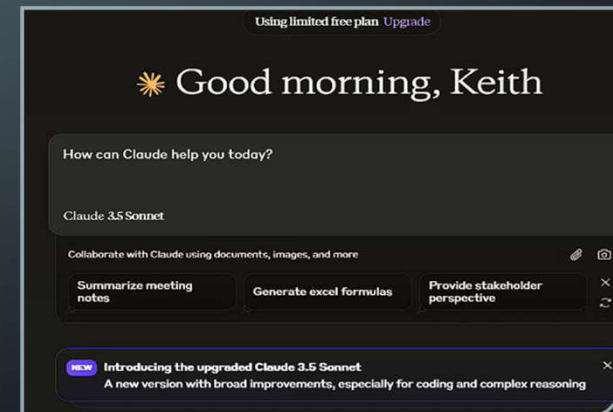 Using limited free plan Upgrade
Good morning, Keith
How can Claude help you today?
Claude 3.5 Sonnet
Collaborate with Claude using documents, images, and more
Summarize meeting
notes
Generate excel formulas
Provide stakeholder
perspective
NEW Introducing the upgraded Claude 3.5 Sonnet
A new version with broad improvements, especially for coding and complex reasoning